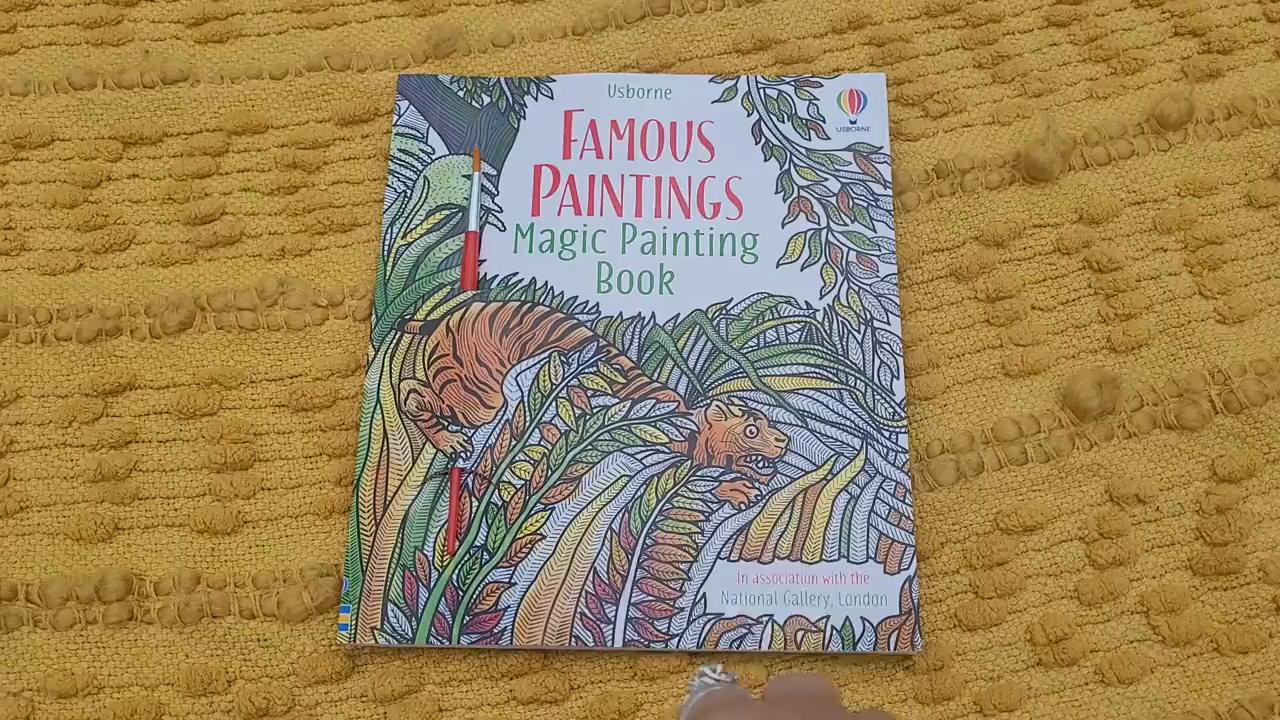 Usborne
USBORNE
FAMOUS
PAINTINGS
Magic Painting
Book
In association with the
National Gallery, London